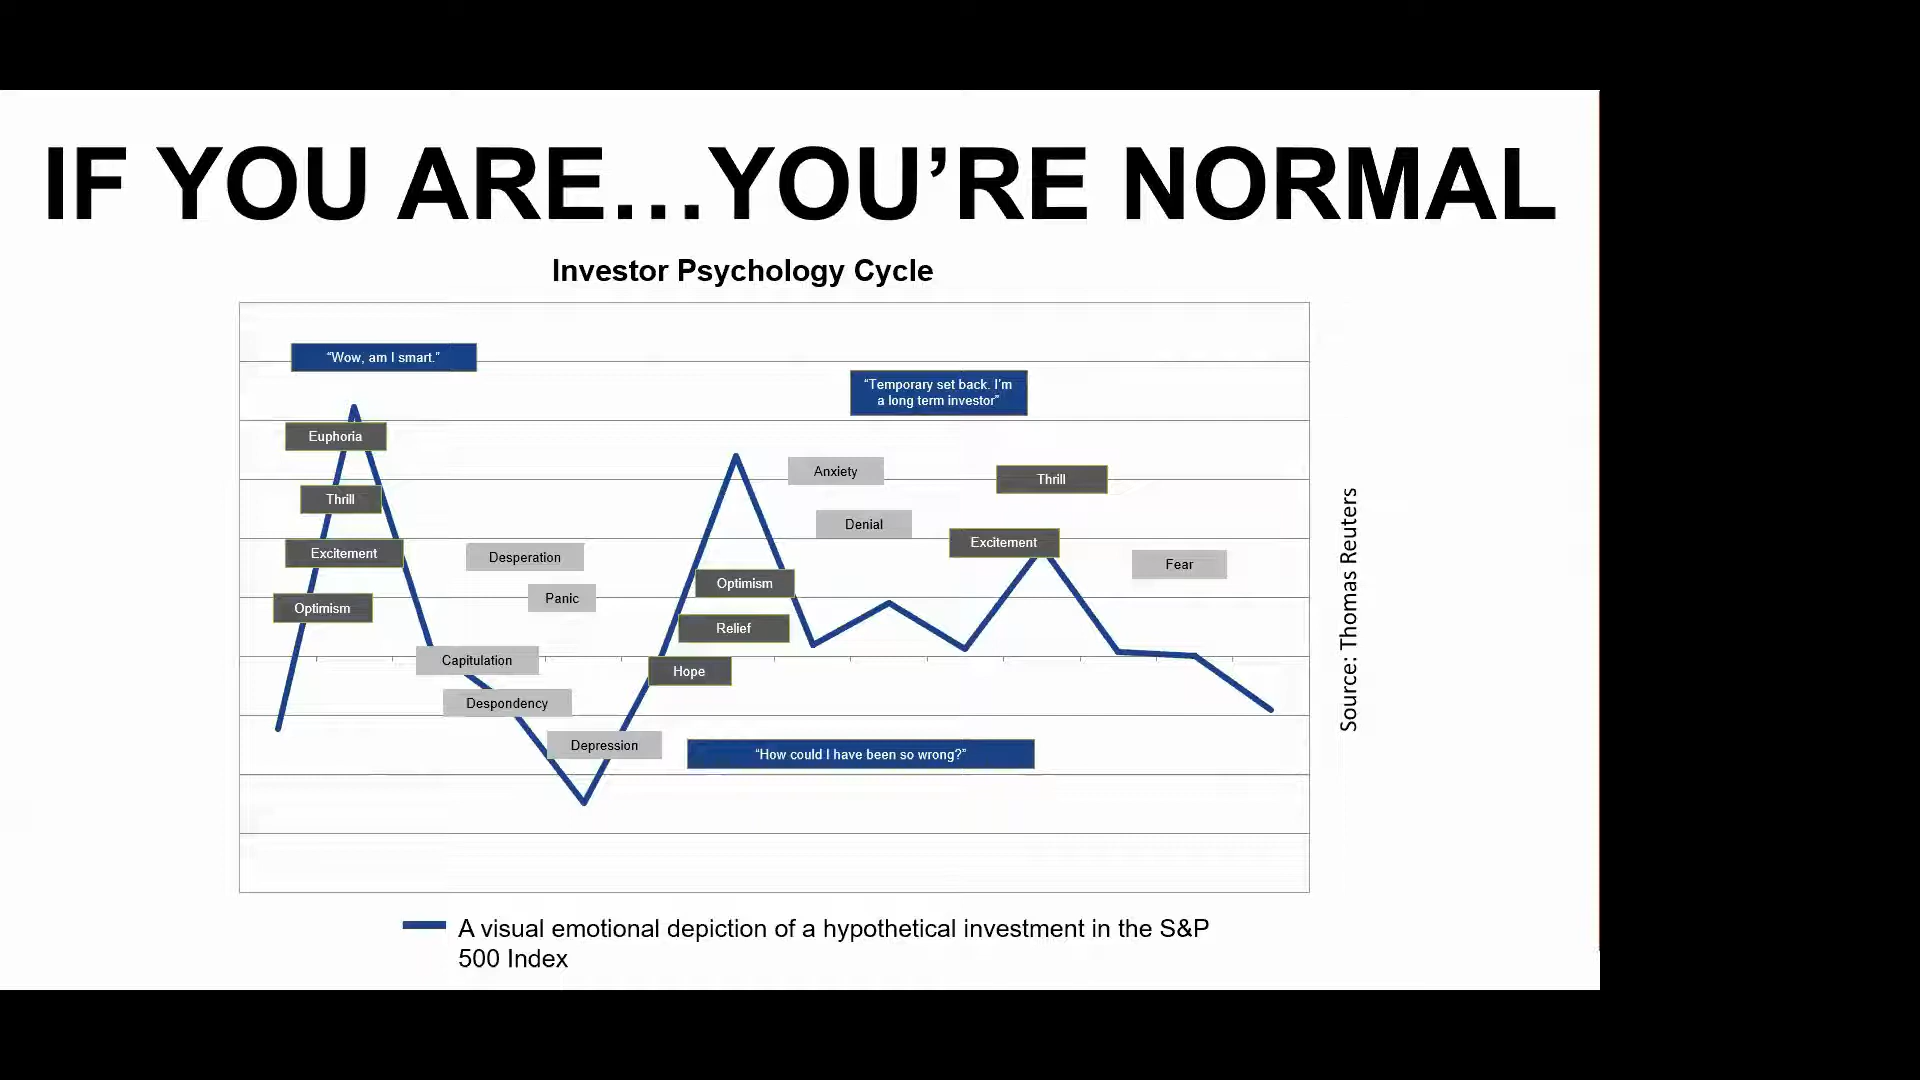 IF YOU ARE…YOU’RE NORMAL
Investor Psychology Cycle
“Wow, am I smart.”
“Temporary set back. I’m
a long term investor”
Euphoria
Anxiety
Thrill
Thrill
Denial
Excitement
Excitement
Desperation
Fear
Optimism
Panic
Optimism
Relief
Capitulation
Hope
Despondency
Depression
“How could I have been so wrong?”
Source: Thomas Reuters
A visual emotional depiction of a hypothetical investment in the S&P
500 Index